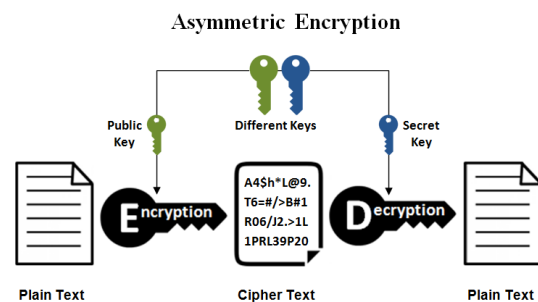 Asymmetric Encryption
Public
Key
Different Keys
Secret
Key
Encryption
A4$h*L@9.
T6=#/>B#1
R06/J2.>1L
1PRL39P20
Decryption
Plain Text
Cipher Text
Plain Text